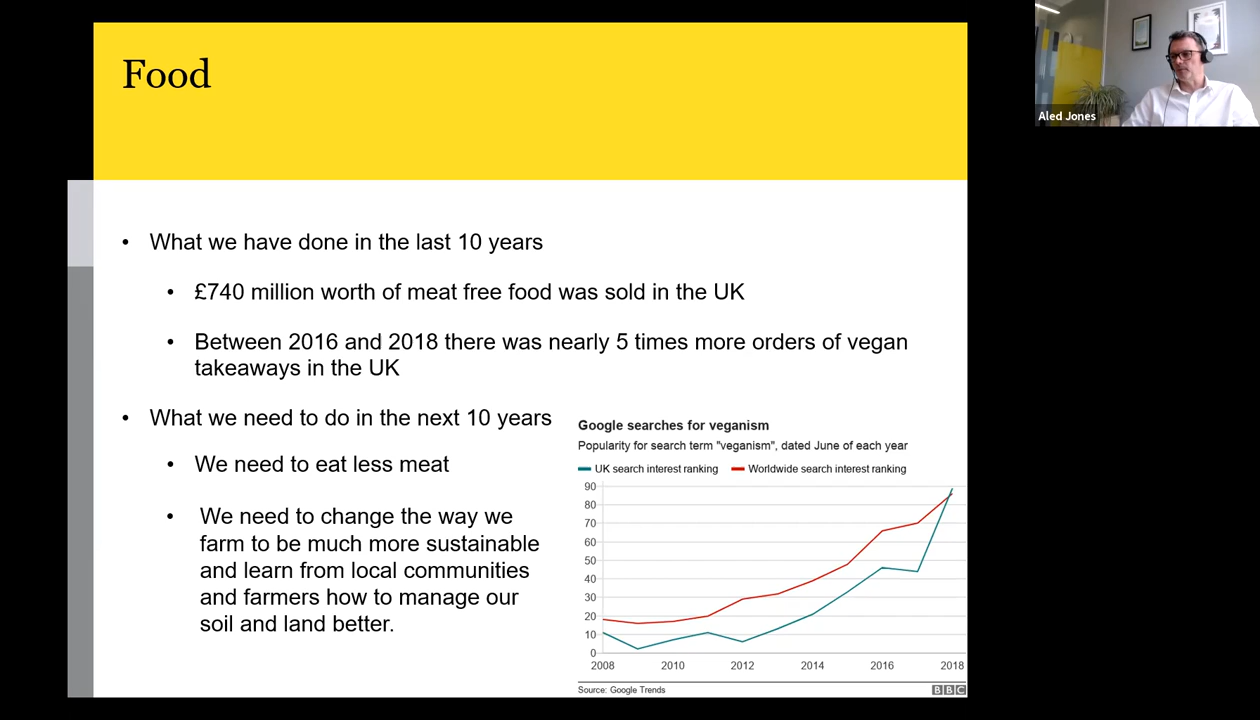 Food
Aled Jones
• What we have done in the last 10 years
• £740 million worth of meat free food was sold in the UK
• Between 2016 and 2018 there was nearly 5 times more orders of vegan
takeaways in the UK
• What we need to do in the next 10 years
• We need to eat less meat
• We need to change the way we
farm to be much more sustainable
and learn from local communities
and farmers how to manage our
soil and land better.
Google searches for veganism
Popularity for search term "veganism", dated June of each year
UK search interest ranking Worldwide search interest ranking
90
80
70
60
50
40
30
20
10
0
2008 2010 2012 2014 2016 2018
Source: Google Trends BBC